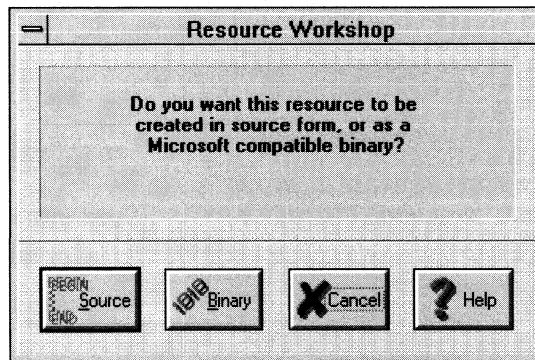 Resource Workshop
Do you want this resource to be
created in source form, or as a
Microsoft compatible binary?
BEGIN
END
Source
1010
Binary
Cancel
Help